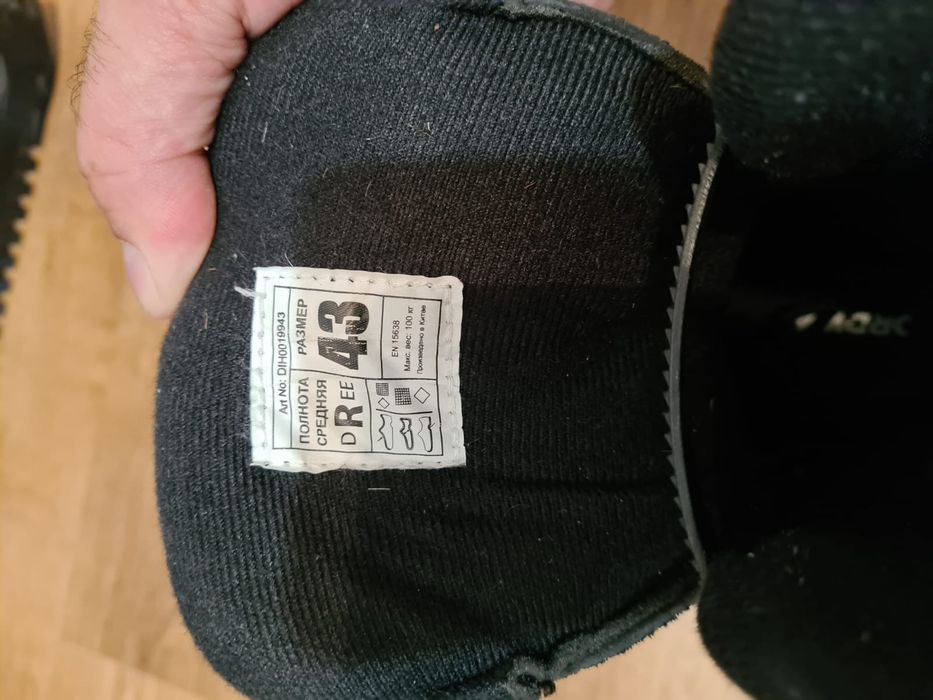 Art No: DIH0019943
ПОЛНОТА
СРЕДНЯЯ
D R EE
РАЗМЕР
43
EN 15638
Макс. вес: 100 кг
Произведено в Китае